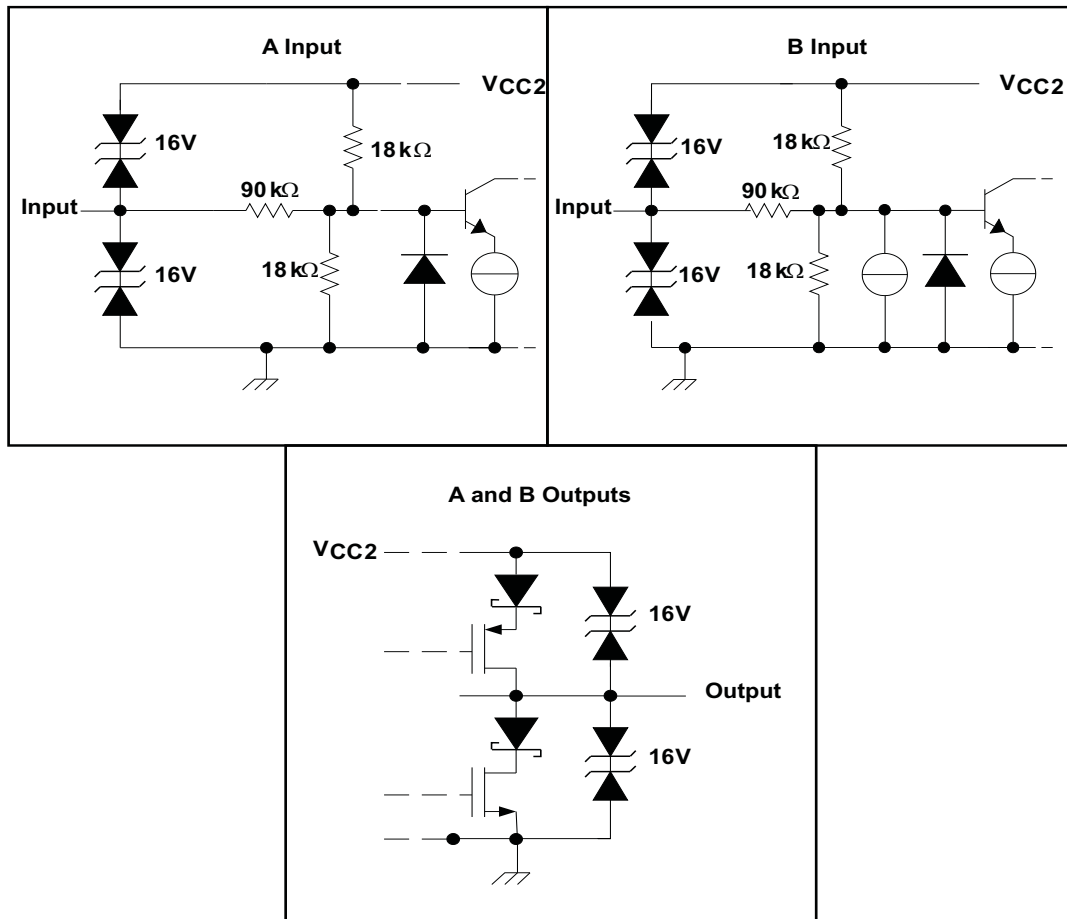 A Input
VCC2
16V
18 kΩ
90 kΩ
Input
16V
18 kΩ
B Input
VCC2
16V
18 kΩ
90 kΩ
Input
16V
18 kΩ
A and B Outputs
VCC2
16V
Output
16V